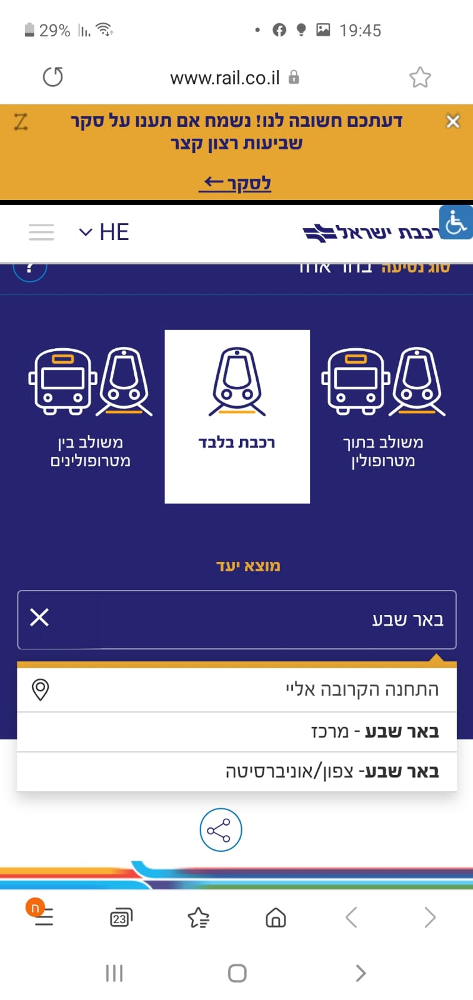 29% 19:45
www.rail.co.il
דעתכם חשובה לנו! נשמח אם תענו על סקר
שביעות רצון קצר
לסקר ←
HE
רכבת ישראל
סוג נסיעה בחר אחד
?
משולב בתוך
מטרופולין
רכבת בלבד
משולב בין
מטרופולינים
מוצא יעד
באר שבע
התחנה הקרובה אליי
באר שבע - מרכז
באר שבע- צפון/אוניברסיטה
ח
23